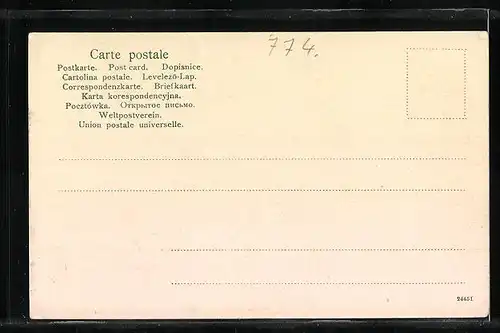 Carte postale
774.
Postkarte. Post card. Dopisnice.
Cartolina postale. Levelező-Lap.
Correspondenzkarte. Briefkaart.
Karta korespondencyjna.
Pocztówka. Открытое письмо.
Weltpostverein.
Union postale universelle.
24451